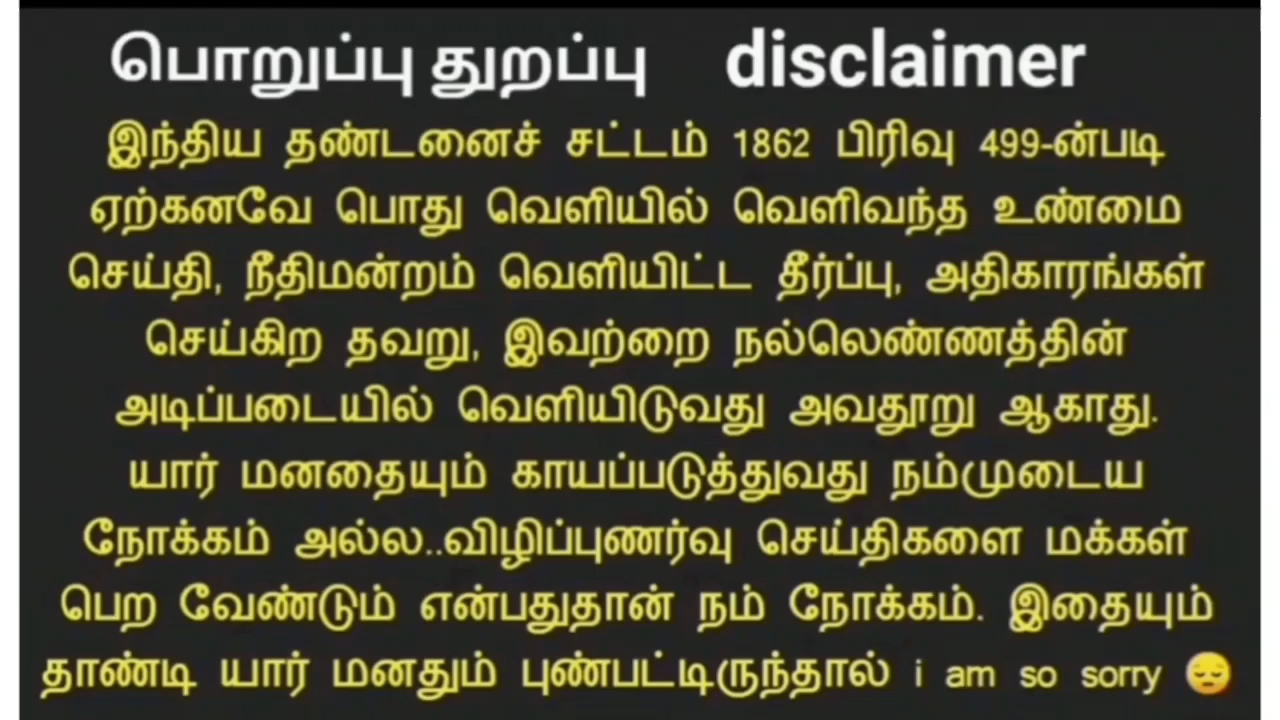 பொறுப்பு துறப்பு disclaimer
இந்திய தண்டனைச் சட்டம் 1862 பிரிவு 499-ன்படி
ஏற்கனவே பொது வெளியில் வெளிவந்த உண்மை
செய்தி, நீதிமன்றம் வெளியிட்ட தீர்ப்பு, அதிகாரங்கள்
செய்கிற தவறு, இவற்றை நல்லெண்ணத்தின்
அடிப்படையில் வெளியிடுவது அவதூறு ஆகாது.
யார் மனதையும் காயப்படுத்துவது நம்முடைய
நோக்கம் அல்ல..விழிப்புணர்வு செய்திகளை மக்கள்
பெற வேண்டும் என்பதுதான் நம் நோக்கம். இதையும்
தாண்டி யார் மனதும் புண்பட்டிருந்தால் i am so sorry 😔